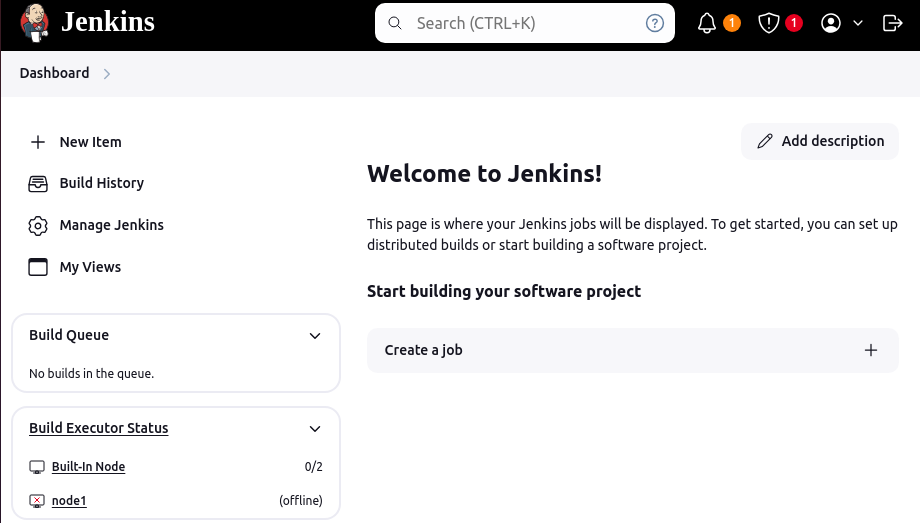 Jenkins
Search (CTRL+K)
?
1
1
Dashboard
New Item
Build History
Manage Jenkins
My Views
Add description
Welcome to Jenkins!
This page is where your Jenkins jobs will be displayed. To get started, you can set up
distributed builds or start building a software project.
Start building your software project
Create a job
Build Queue
No builds in the queue.
Build Executor Status
Built-In Node 0/2
node1 (offline)